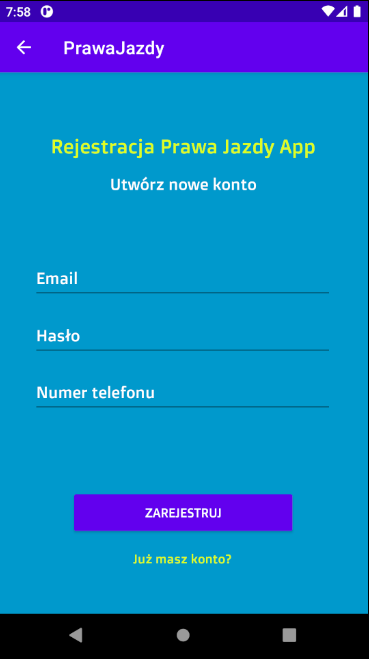 7:58
PrawaJazdy
Rejestracja Prawa Jazdy App
Utwórz nowe konto
Email
Hasło
Numer telefonu
ZAREJESTRUJ
Już masz konto?